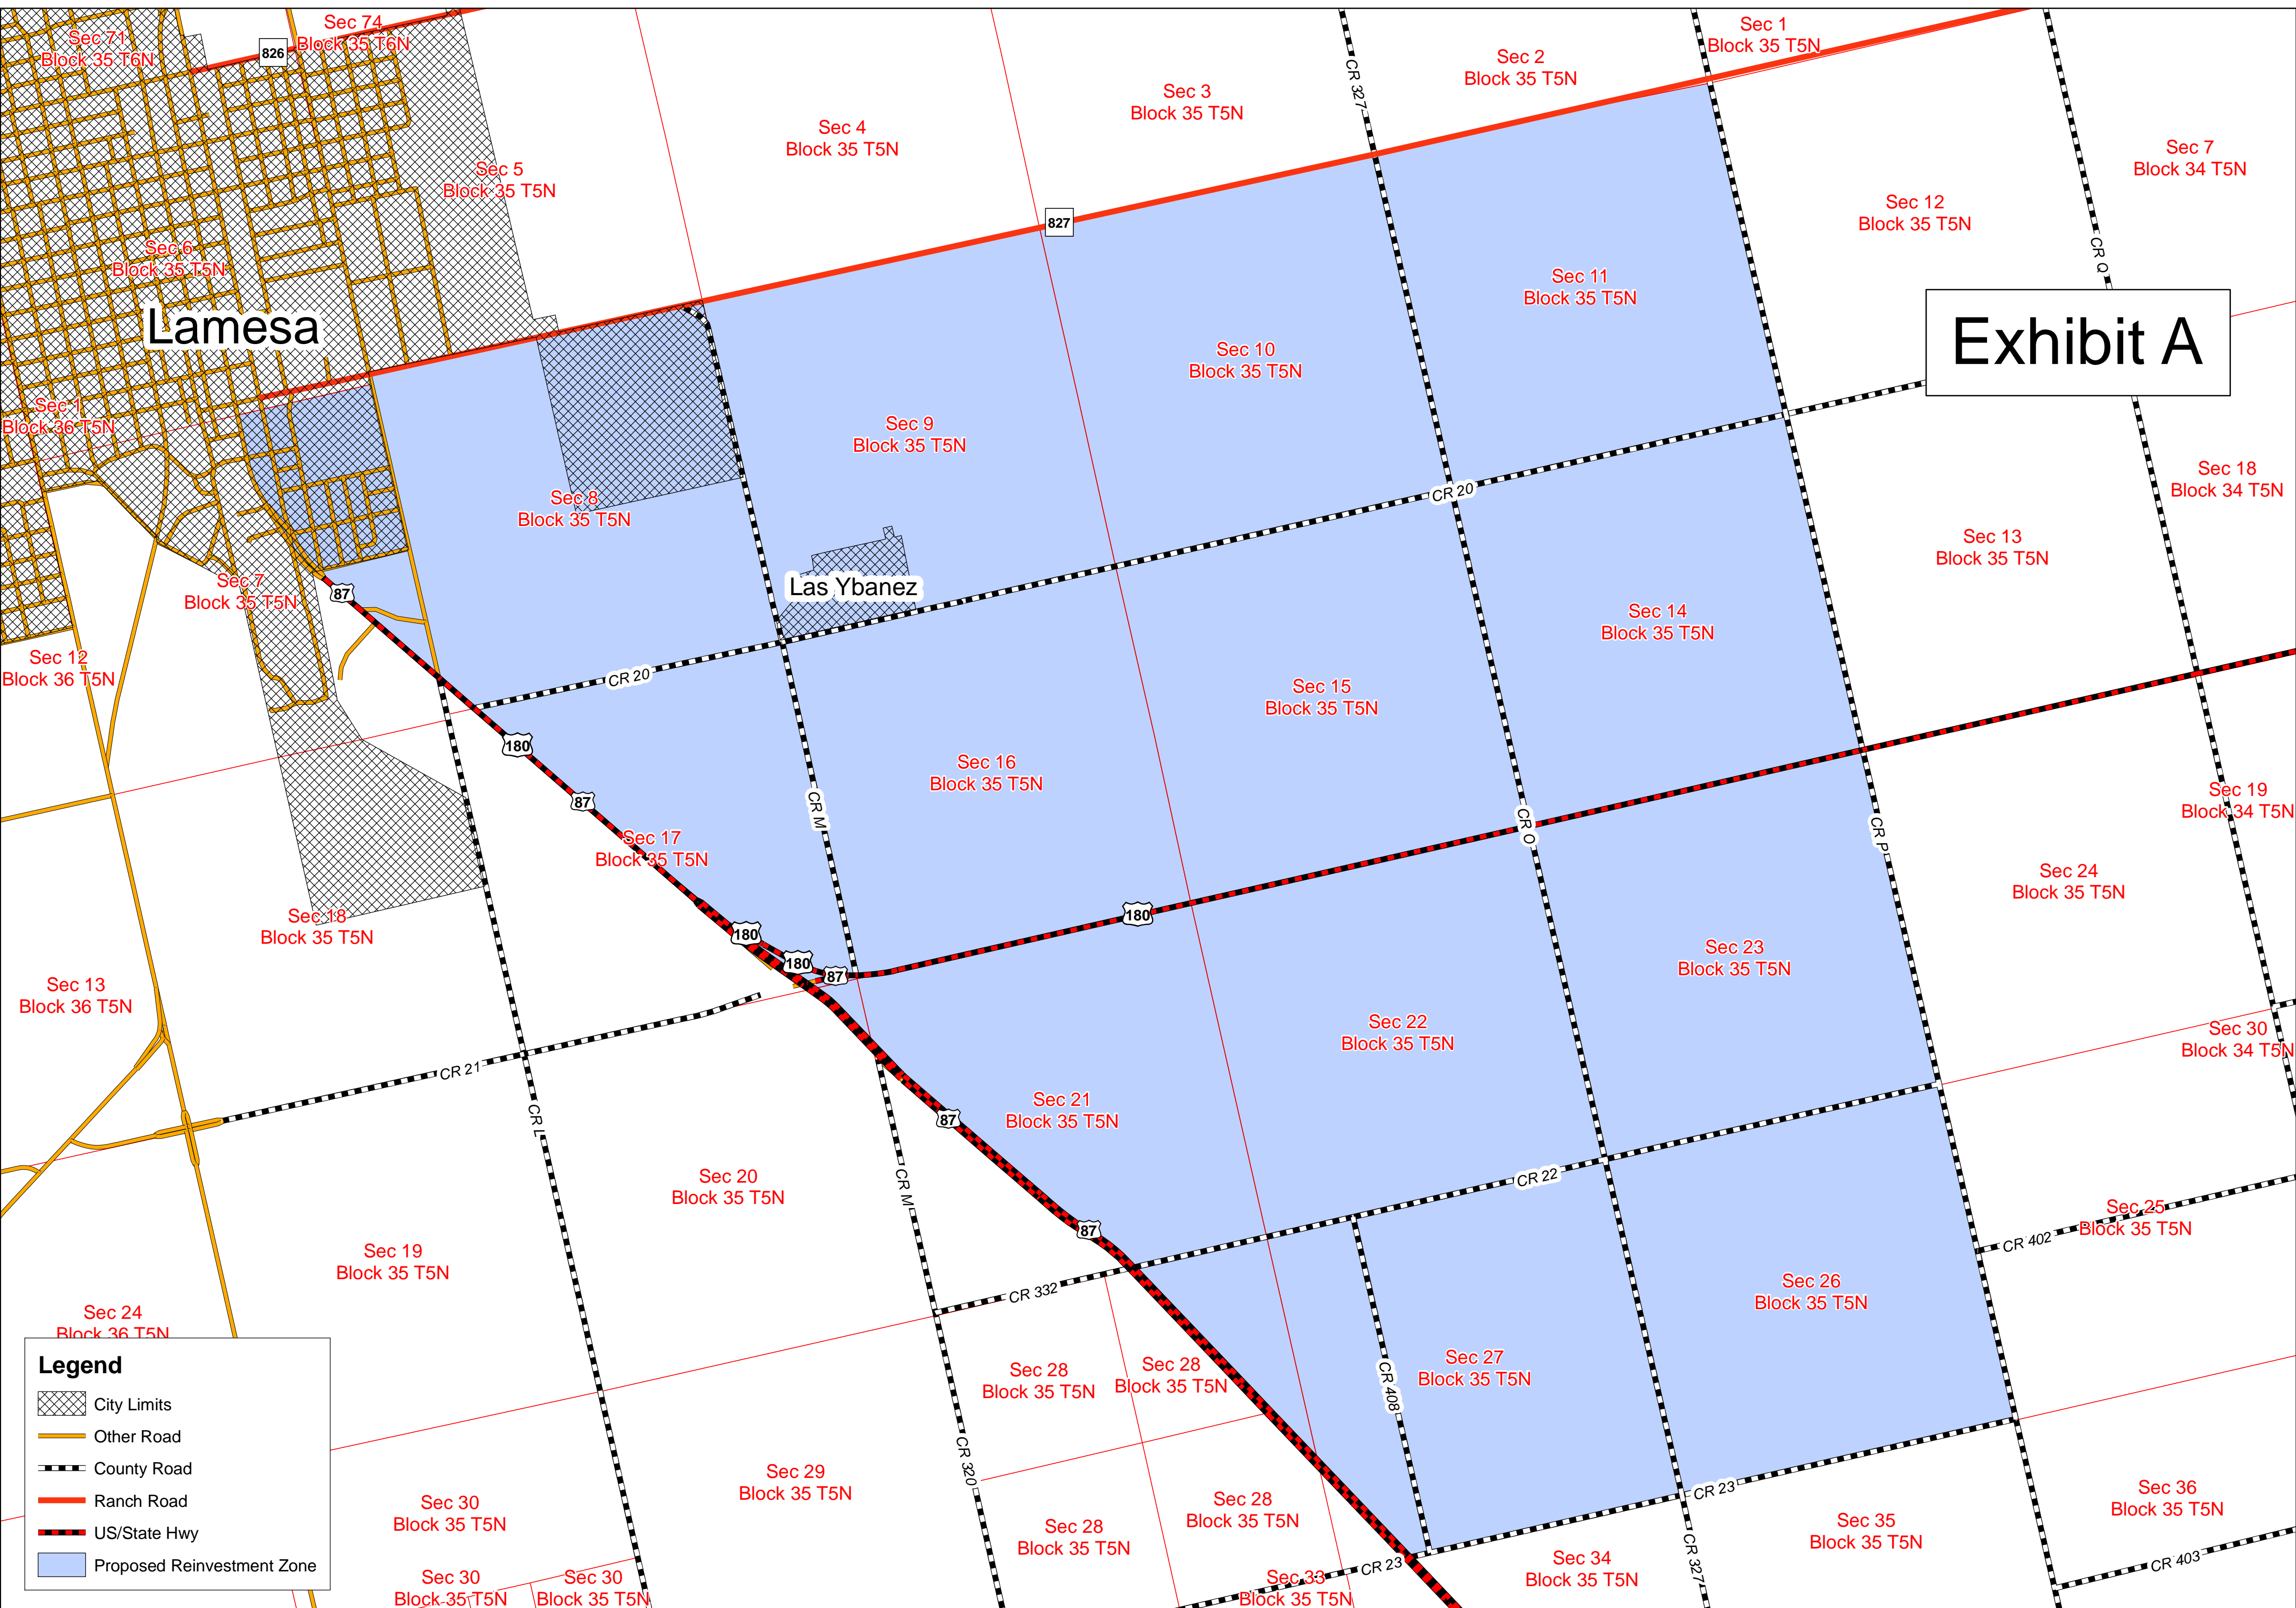 Sec 71
Block 35 T6N
826
Sec 74
Block 35 T6N
Sec 1
Block 35 T5N
Sec 2
Block 35 T5N
CR 327
Sec 3
Block 35 T5N
Sec 4
Block 35 T5N
Sec 5
Block 35 T5N
Sec 7
Block 34 T5N
Sec 12
Block 35 T5N
827
CR Q
Sec 6
Block 35 T5N
Lamesa
Sec 11
Block 35 T5N
Exhibit A
Sec 10
Block 35 T5N
Sec 1
Block 36 T5N
Sec 9
Block 35 T5N
Sec 18
Block 34 T5N
CR 20
Sec 8
Block 35 T5N
Sec 13
Block 35 T5N
Las Ybanez
Sec 7
Block 35 T5N
87
Sec 14
Block 35 T5N
Sec 12
Block 36 T5N
CR 20
Sec 15
Block 35 T5N
180
Sec 16
Block 35 T5N
87
CR M
Sec 19
Block 34 T5N
CR O
CR P
Sec 17
Block 35 T5N
Sec 24
Block 35 T5N
180
Sec 18
Block 35 T5N
180
180
87
Sec 23
Block 35 T5N
Sec 13
Block 36 T5N
Sec 22
Block 35 T5N
Sec 30
Block 34 T5N
CR 21
CR L
87
Sec 21
Block 35 T5N
Sec 20
Block 35 T5N
CR M
CR 22
87
Sec 25
Block 35 T5N
CR 402
Sec 19
Block 35 T5N
CR 332
Sec 26
Block 35 T5N
Sec 24
Block 36 T5N
Sec 28
Block 35 T5N
Sec 28
Block 35 T5N
CR 408
Sec 27
Block 35 T5N
CR 320
Sec 29
Block 35 T5N
CR 23
Sec 36
Block 35 T5N
Sec 30
Block 35 T5N
Sec 28
Block 35 T5N
Sec 28
Block 35 T5N
Sec 35
Block 35 T5N
CR 327
CR 23
Sec 34
Block 35 T5N
CR 403
Sec 30
Block 35 T5N
Sec 30
Block 35 T5N
Sec 33
Block 35 T5N
Legend
City Limits
Other Road
County Road
Ranch Road
US/State Hwy
Proposed Reinvestment Zone